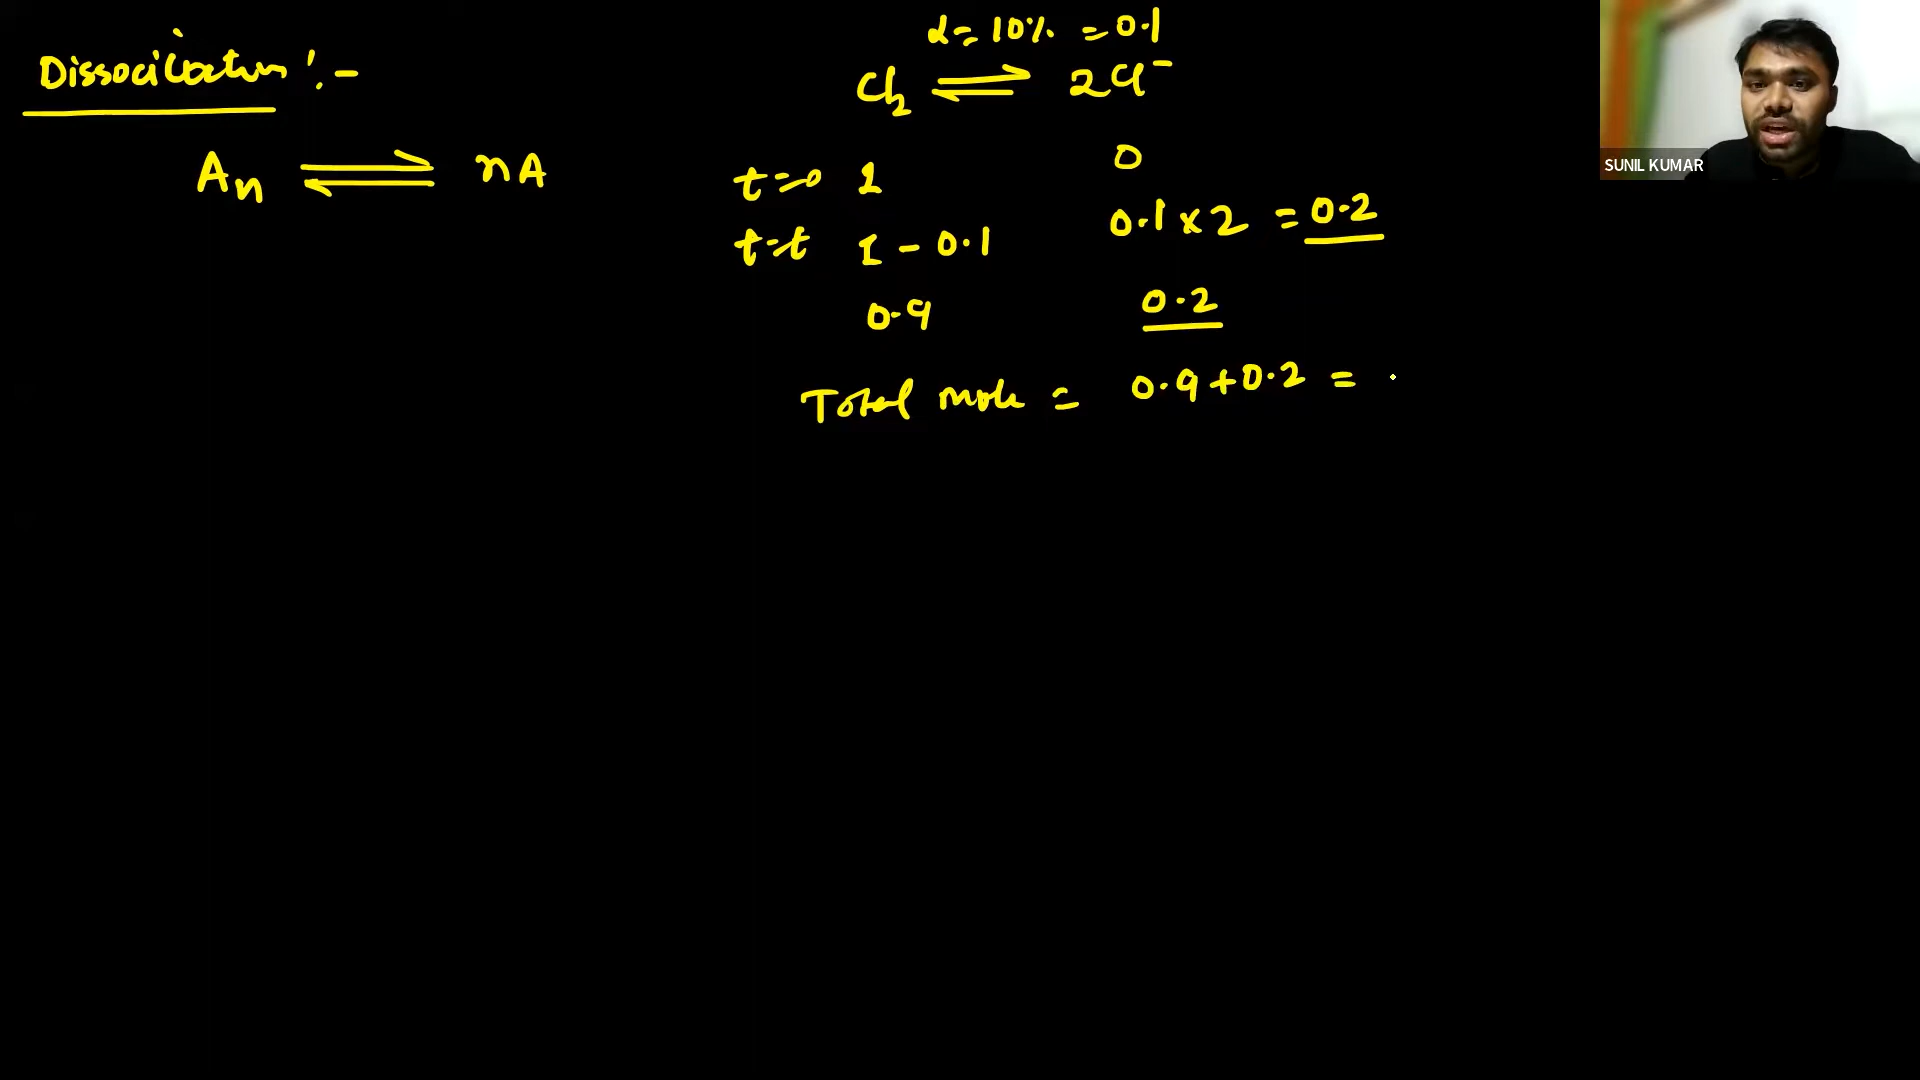 Dissociation :-
α = 10% = 0.1
Cl₂ ⇌ 2Cl⁻
Aₙ ⇌ nA
t=0 1 0
t=t 1 - 0.1 0.1 x 2 = 0.2
0.9 0.2
Total mole = 0.9 + 0.2 =
SUNIL KUMAR